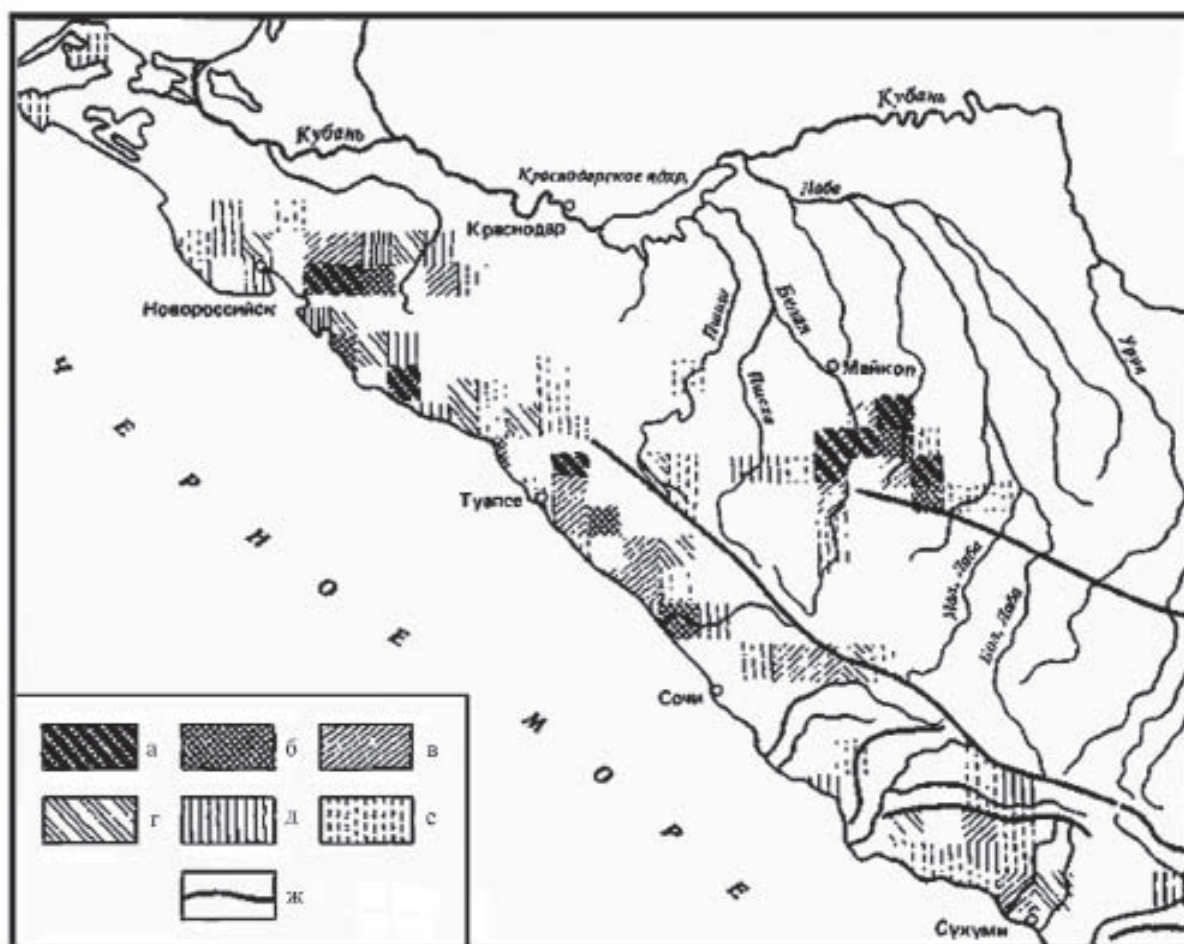 Кубань
Кубань
Краснодарское вдхр.
Лаба
Краснодар
Новороссийск
Пшиш
Белая
Пшеха
Майкоп
Уруп
Туапсе
Мал. Лаба
Бол. Лаба
Сочи
Сухуми
Ч Е Р Н О Е М О Р Е
а б в
г д е
ж